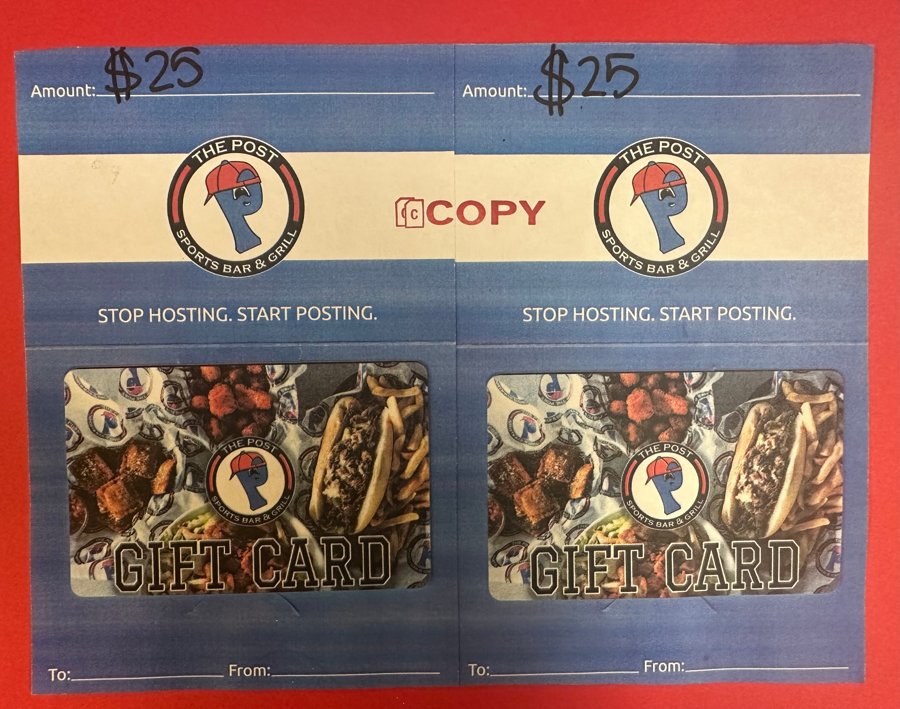 Amount: $25
THE POST
SPORTS BAR & GRILL
STOP HOSTING. START POSTING.
THE POST
SPORTS BAR & GRILL
GIFT CARD
To: From:
C COPY
Amount: $25
THE POST
SPORTS BAR & GRILL
STOP HOSTING. START POSTING.
THE POST
SPORTS BAR & GRILL
GIFT CARD
To: From: